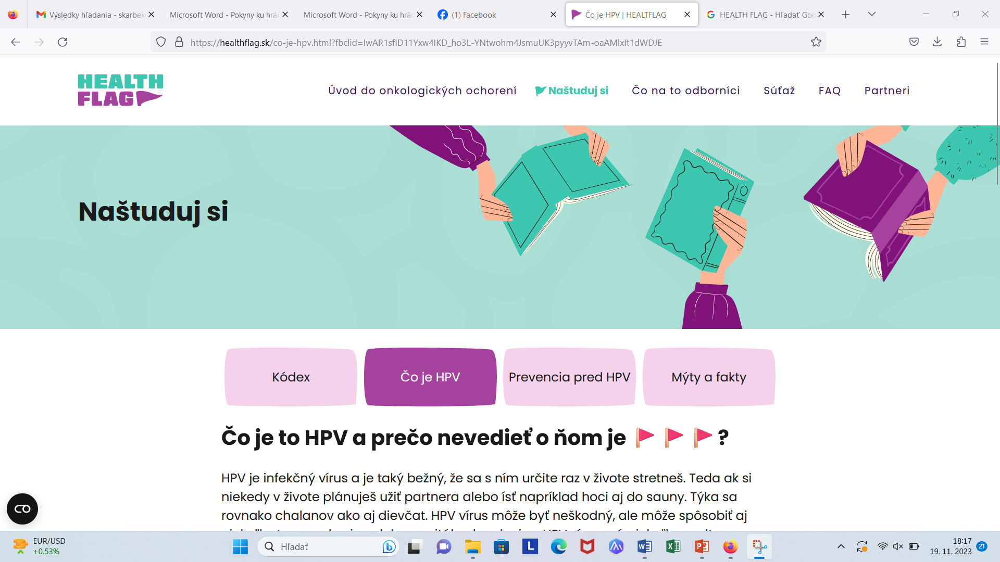 Výsledky hľadania - skarbek
Microsoft Word - Pokyny ku hrán
Microsoft Word - Pokyny ku hrán
(1) Facebook
Čo je HPV | HEALTFLAG
HEALTH FLAG - Hľadať Goo
https://healthflag.sk/co-je-hpv.html?fbclid=IwAR1sfID11Yxw4IKD_ho3L-YNtwohm4JsmuUK3pyyvTAm-oaAMlxIt1dWDJE
HEALTH
FLAG
Úvod do onkologických ochorení
Naštuduj si
Čo na to odborníci
Súťaž
FAQ
Partneri
Naštuduj si
Kódex
Čo je HPV
Prevencia pred HPV
Mýty a fakty
Čo je to HPV a prečo nevedieť o ňom je 🚩 🚩 🚩 ?
HPV je infekčný vírus a je taký bežný, že sa s ním určite raz v živote stretneš. Teda ak si
niekedy v živote plánuješ užiť partnera alebo ísť napríklad hoci aj do sauny. Týka sa
rovnako chalanov ako aj dievčat. HPV vírus môže byť neškodný, ale môže spôsobiť aj
EUR/USD
+0.53%
Hľadať
18:17
19. 11. 2023
21